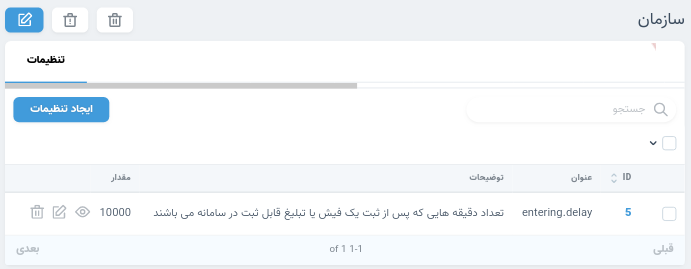 سازمان
تنظیمات
ایجاد تنظیمات
جستجو
ID عنوان توضیحات مقدار
5 entering.delay تعداد دقیقه هایی که پس از ثبت یک فیش یا تبلیغ قابل ثبت در سامانه می باشند 10000
قبلی 1-1 of 1 بعدی